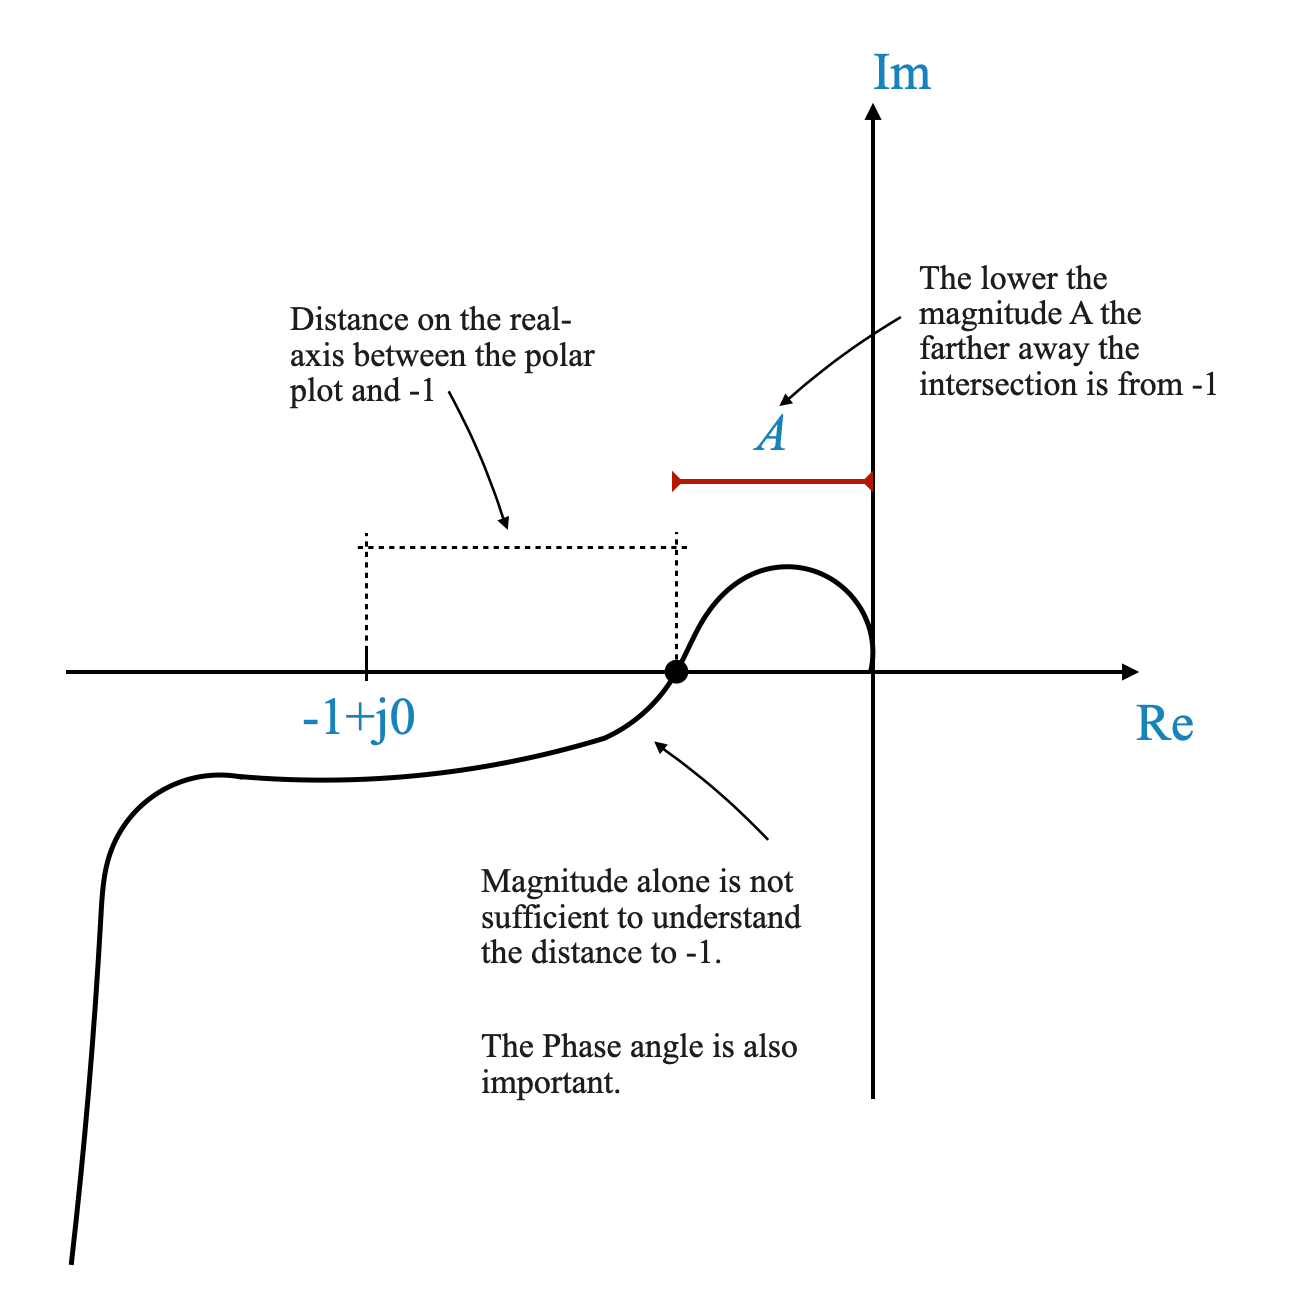 Im
The lower the
magnitude A the
farther away the
intersection is from -1
Distance on the real-
axis between the polar
plot and -1
A
-1+j0
Re
Magnitude alone is not
sufficient to understand
the distance to -1.
The Phase angle is also
important.